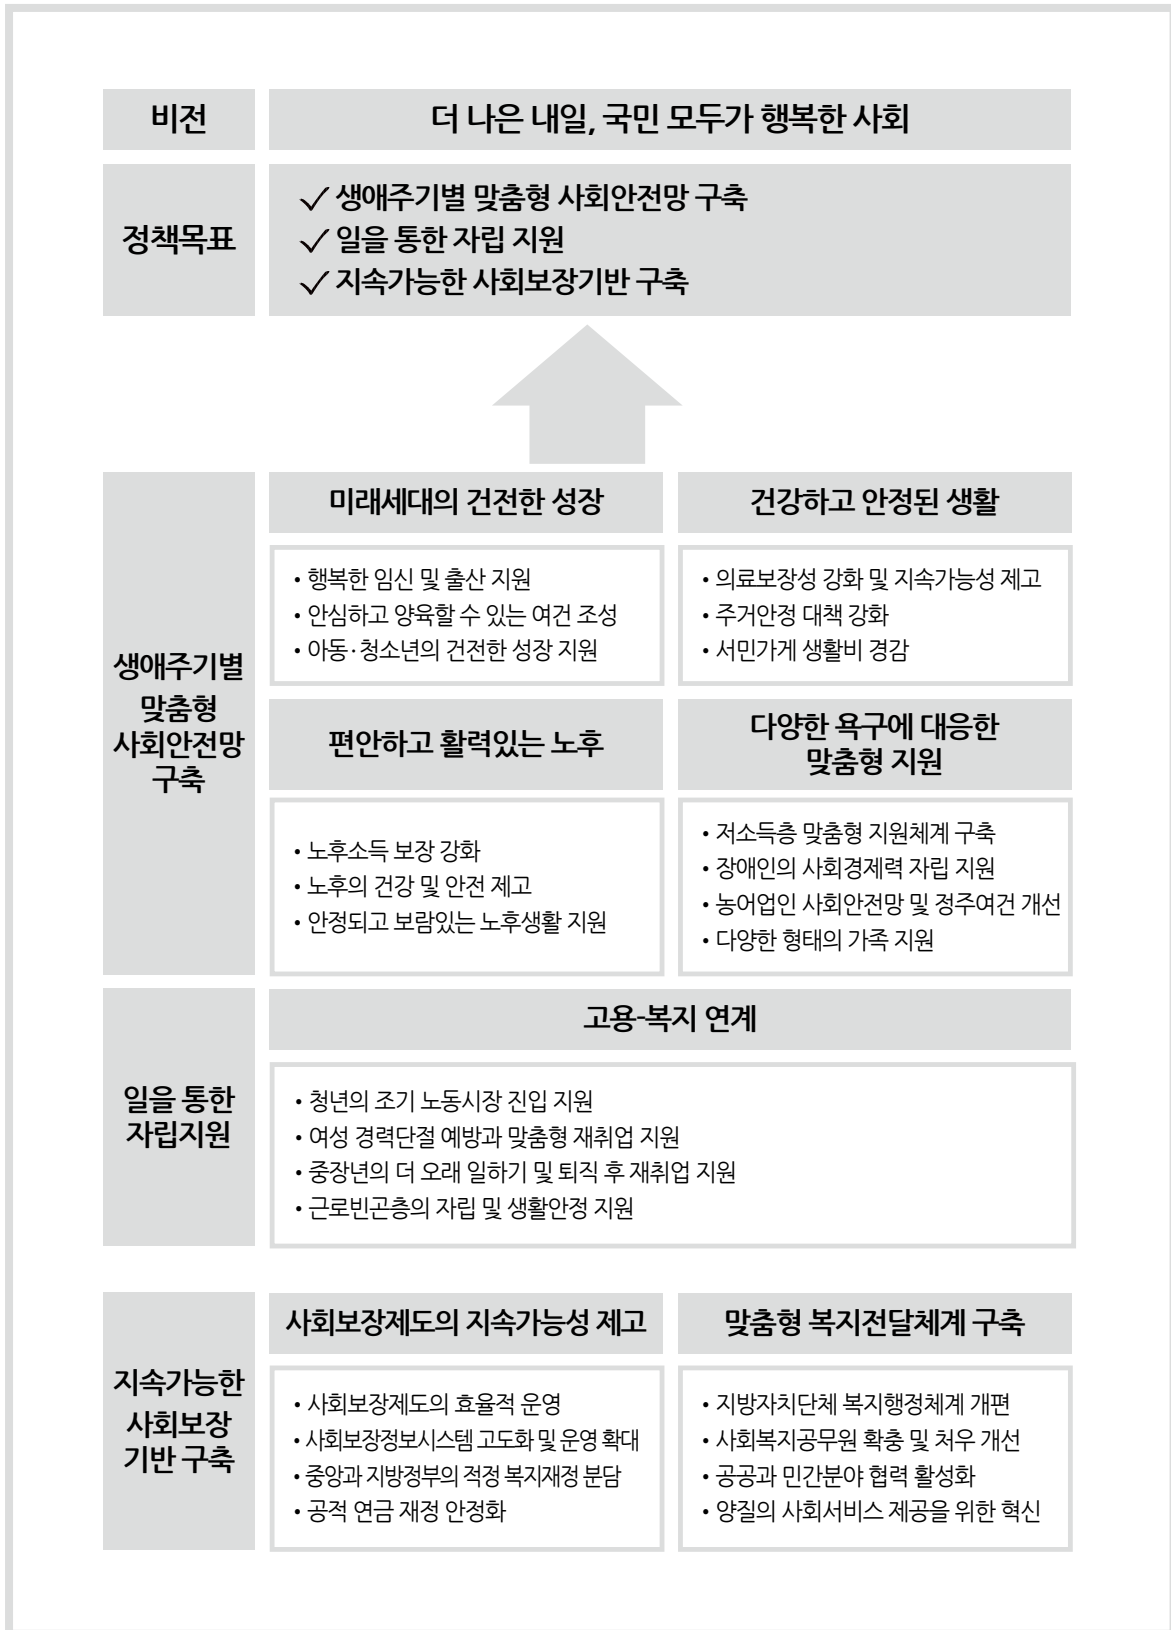 비전
더 나은 내일, 국민 모두가 행복한 사회
정책목표
✓ 생애주기별 맞춤형 사회안전망 구축
✓ 일을 통한 자립 지원
✓ 지속가능한 사회보장기반 구축
생애주기별
맞춤형
사회안전망
구축
미래세대의 건전한 성장
• 행복한 임신 및 출산 지원
• 안심하고 양육할 수 있는 여건 조성
• 아동·청소년의 건전한 성장 지원
건강하고 안정된 생활
• 의료보장성 강화 및 지속가능성 제고
• 주거안정 대책 강화
• 서민가게 생활비 경감
편안하고 활력있는 노후
• 노후소득 보장 강화
• 노후의 건강 및 안전 제고
• 안정되고 보람있는 노후생활 지원
다양한 욕구에 대응한
맞춤형 지원
• 저소득층 맞춤형 지원체계 구축
• 장애인의 사회경제력 자립 지원
• 농어업인 사회안전망 및 정주여건 개선
• 다양한 형태의 가족 지원
일을 통한
자립지원
고용-복지 연계
• 청년의 조기 노동시장 진입 지원
• 여성 경력단절 예방과 맞춤형 재취업 지원
• 중장년의 더 오래 일하기 및 퇴직 후 재취업 지원
• 근로빈곤층의 자립 및 생활안정 지원
지속가능한
사회보장
기반 구축
사회보장제도의 지속가능성 제고
• 사회보장제도의 효율적 운영
• 사회보장정보시스템 고도화 및 운영 확대
• 중앙과 지방정부의 적정 복지재정 분담
• 공적 연금 재정 안정화
맞춤형 복지전달체계 구축
• 지방자치단체 복지행정체계 개편
• 사회복지공무원 확충 및 처우 개선
• 공공과 민간분야 협력 활성화
• 양질의 사회서비스 제공을 위한 혁신